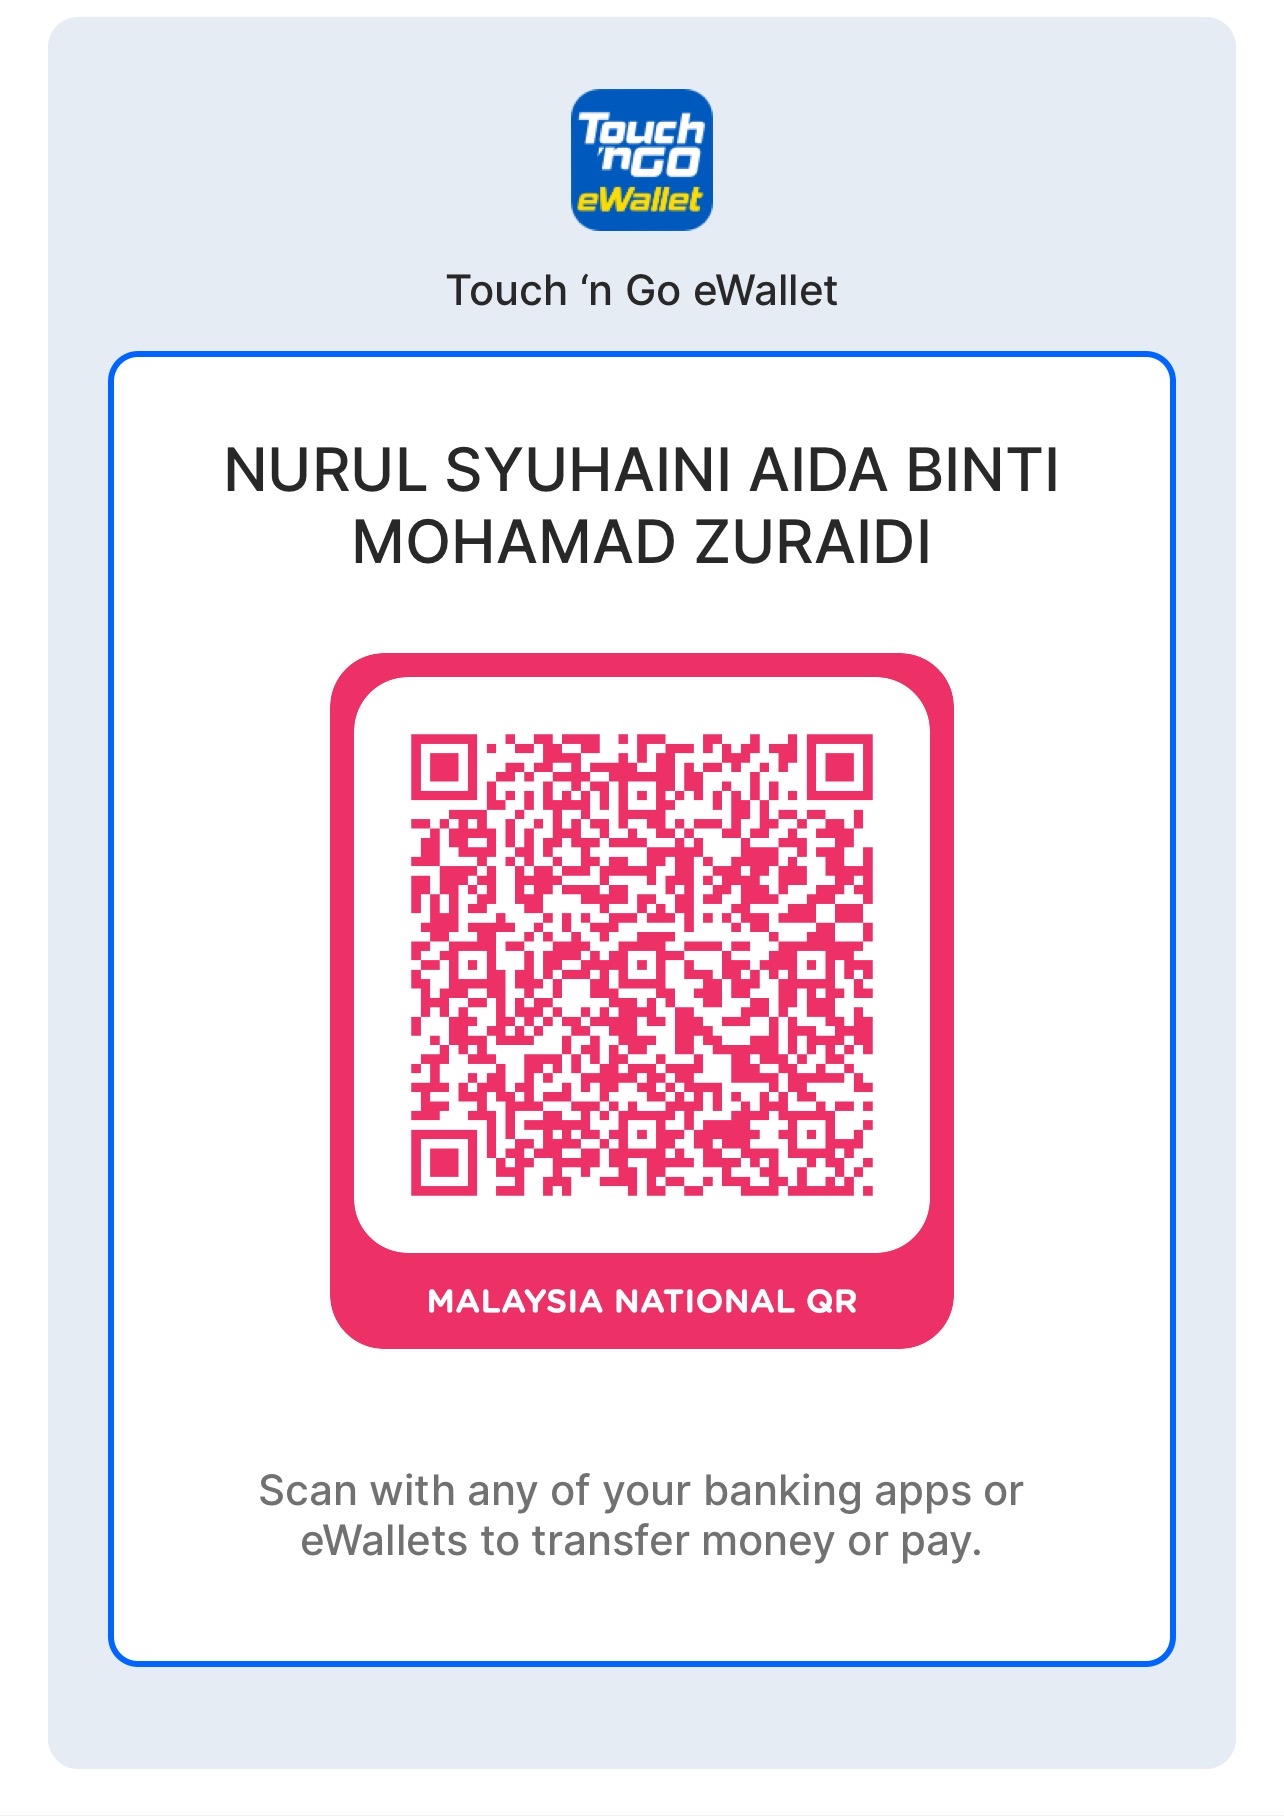 Touch
'nGO
eWallet
Touch ‘n Go eWallet
NURUL SYUHAINI AIDA BINTI
MOHAMAD ZURAIDI
MALAYSIA NATIONAL QR
Scan with any of your banking apps or
eWallets to transfer money or pay.